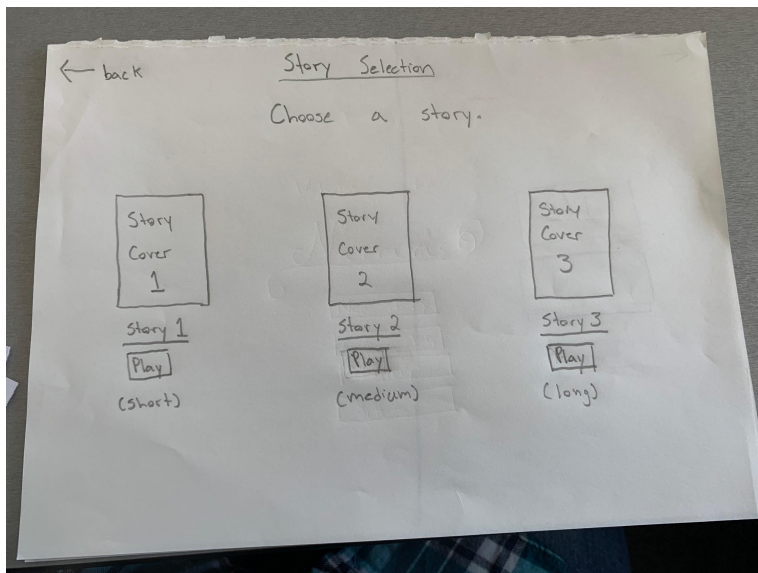 ← back
Story Selection
Choose a story.
Story
Cover
1
Story 1
Play
(short)
Story
Cover
2
Story 2
Play
(medium)
Story
Cover
3
Story 3
Play
(long)